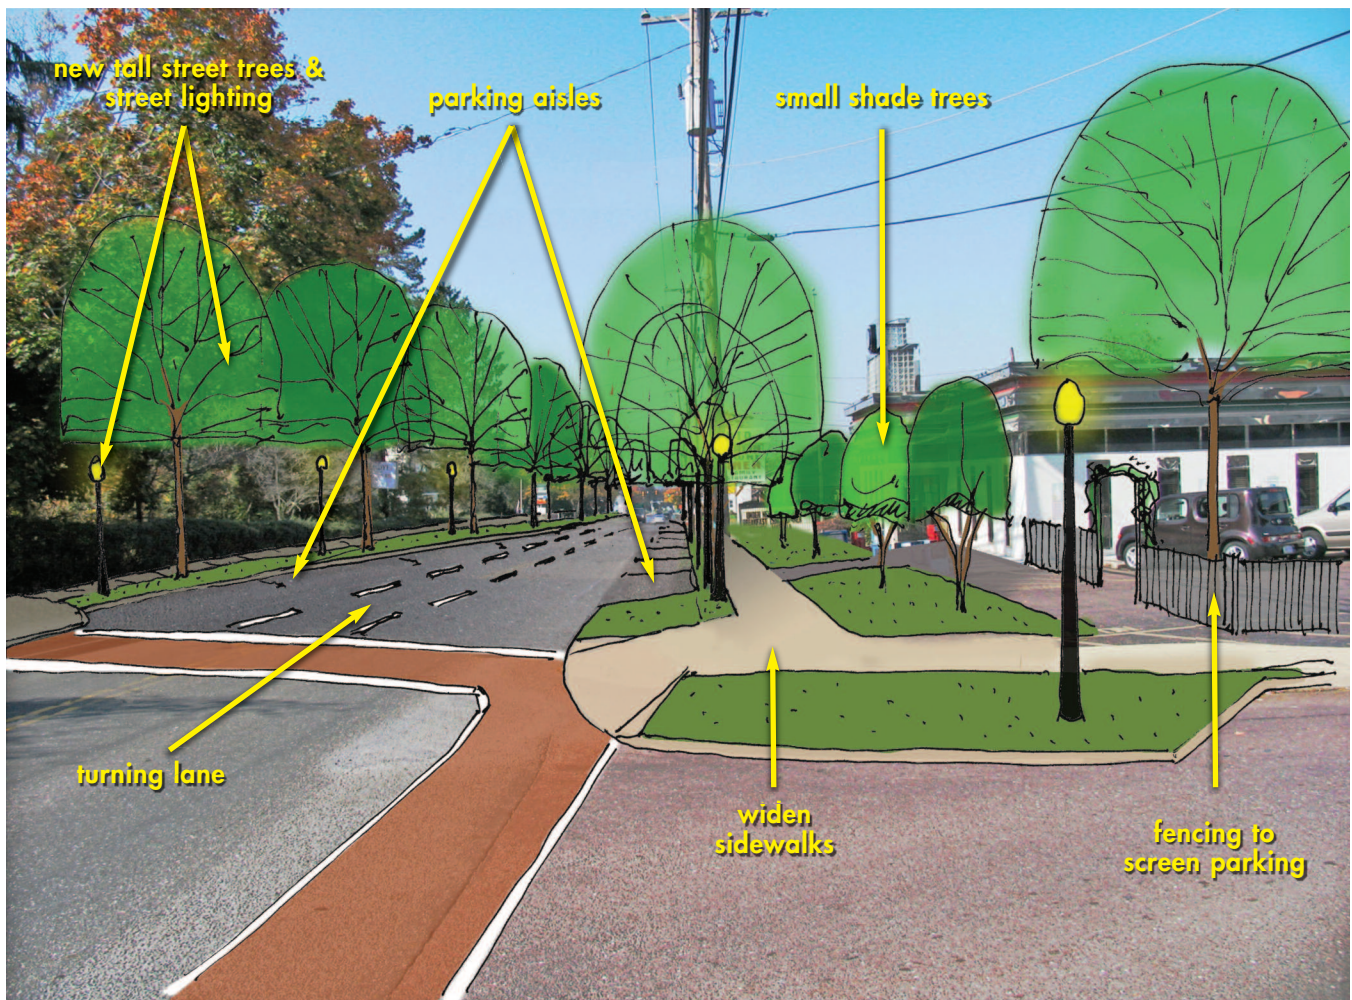 new tall street trees &
street lighting
parking aisles
small shade trees
turning lane
widen
sidewalks
fencing to
screen parking